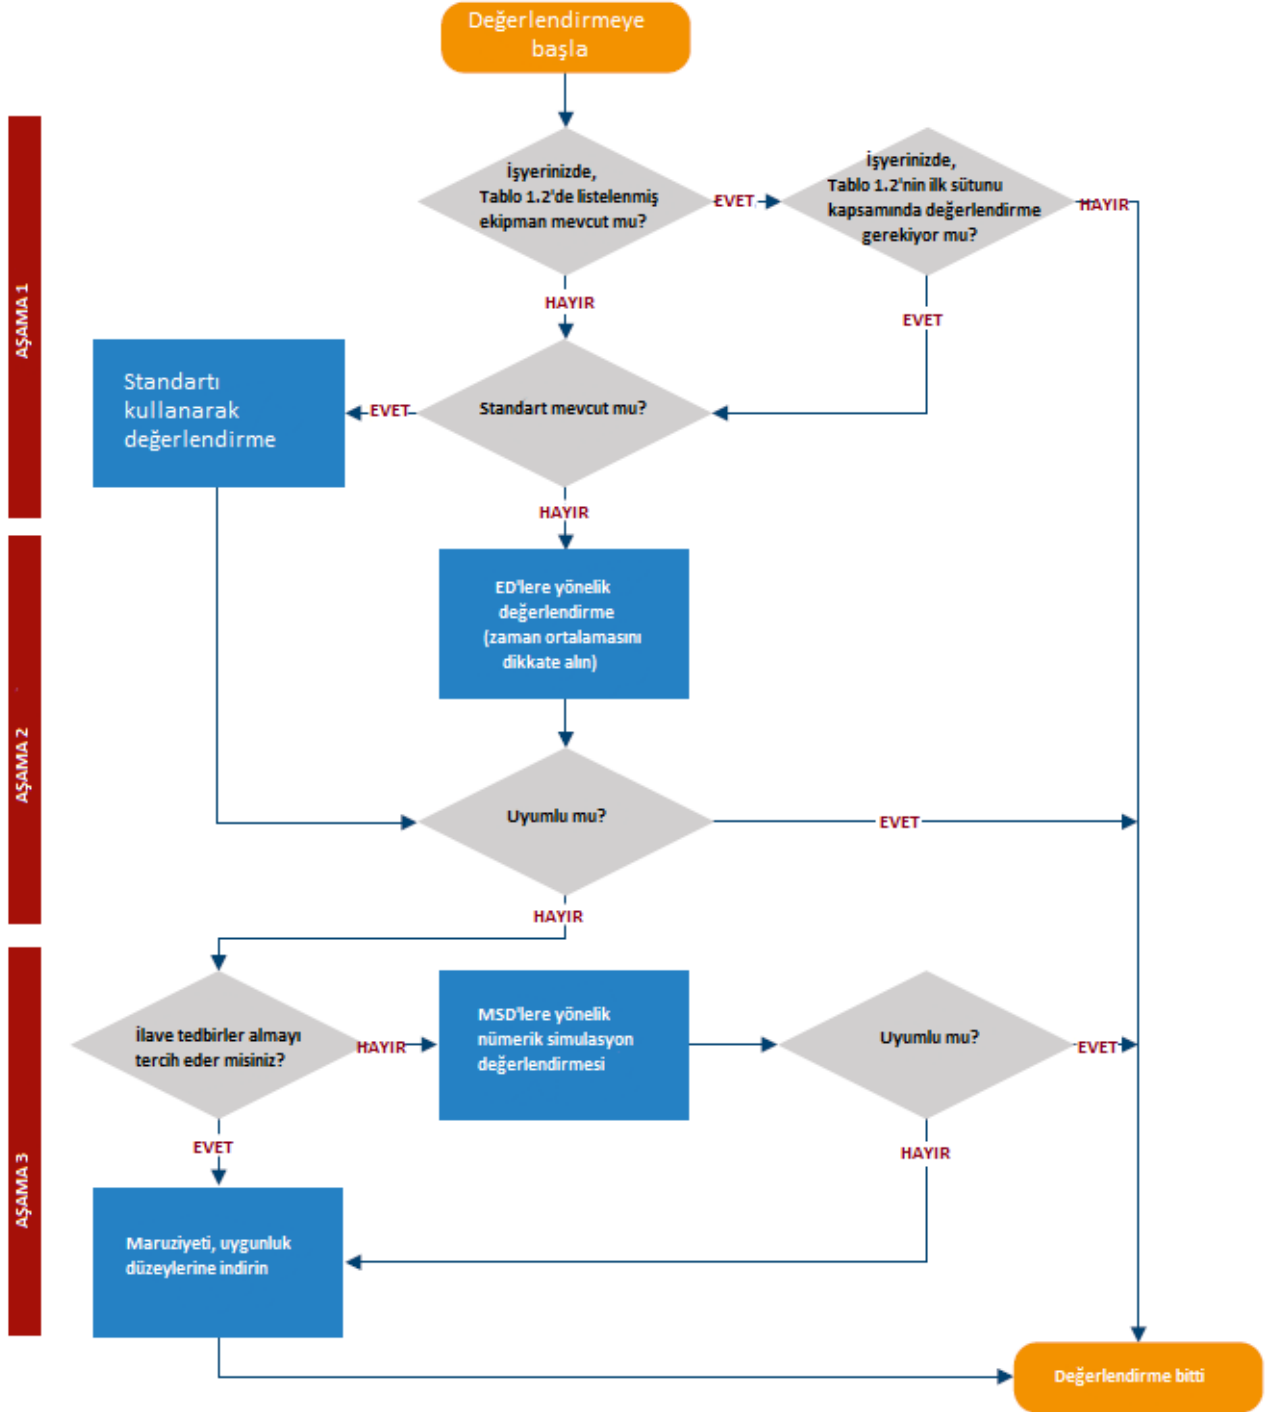 Değerlendirmeye
başla
AŞAMA 1
İşyerinizde,
Tablo 1.2'de listelenmiş
ekipman mevcut mu?
EVET
İşyerinizde,
Tablo 1.2'nin ilk sütunu
kapsamında değerlendirme
gerekiyor mu?
HAYIR
HAYIR
EVET
Standartı
kullanarak
değerlendirme
EVET
Standart mevcut mu?
HAYIR
AŞAMA 2
ED'lere yönelik
değerlendirme
(zaman ortalamasını
dikkate alın)
Uyumlu mu?
EVET
HAYIR
AŞAMA 3
İlave tedbirler almayı
tercih eder misiniz?
HAYIR
MSD'lere yönelik
nümerik simulasyon
değerlendirmesi
Uyumlu mu?
EVET
EVET
HAYIR
Maruziyeti, uygunluk
düzeylerine indirin
Değerlendirme bitti